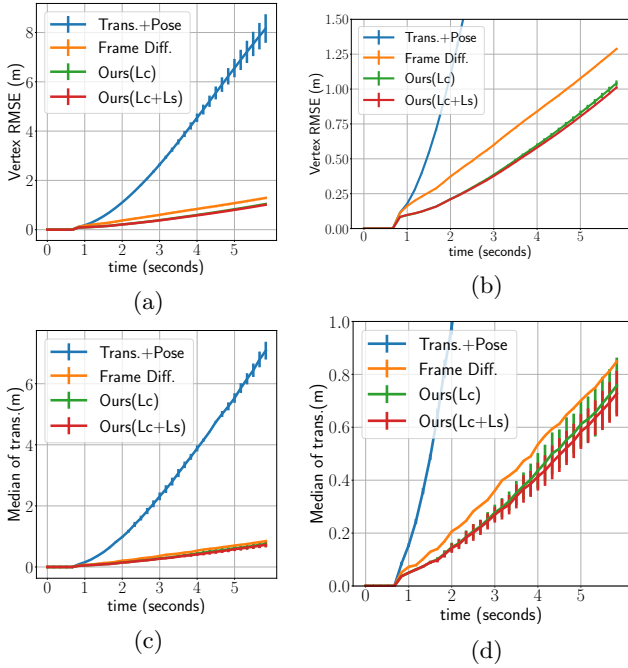 Vertex RMSE (m)
8
6
4
2
0
Trans.+Pose
Frame Diff.
Ours(Lc)
Ours(Lc+Ls)
0 1 2 3 4 5
time (seconds)
(a)
Vertex RMSE (m)
1.50
1.25
1.00
0.75
0.50
0.25
0.00
Trans.+Pose
Frame Diff.
Ours(Lc)
Ours(Lc+Ls)
0 1 2 3 4 5
time (seconds)
(b)
Median of trans.(m)
6
4
2
0
Trans.+Pose
Frame Diff.
Ours(Lc)
Ours(Lc+Ls)
0 1 2 3 4 5
time (seconds)
(c)
Median of trans.(m)
1.0
0.8
0.6
0.4
0.2
0.0
Trans.+Pose
Frame Diff.
Ours(Lc)
Ours(Lc+Ls)
0 1 2 3 4 5
time (seconds)
(d)